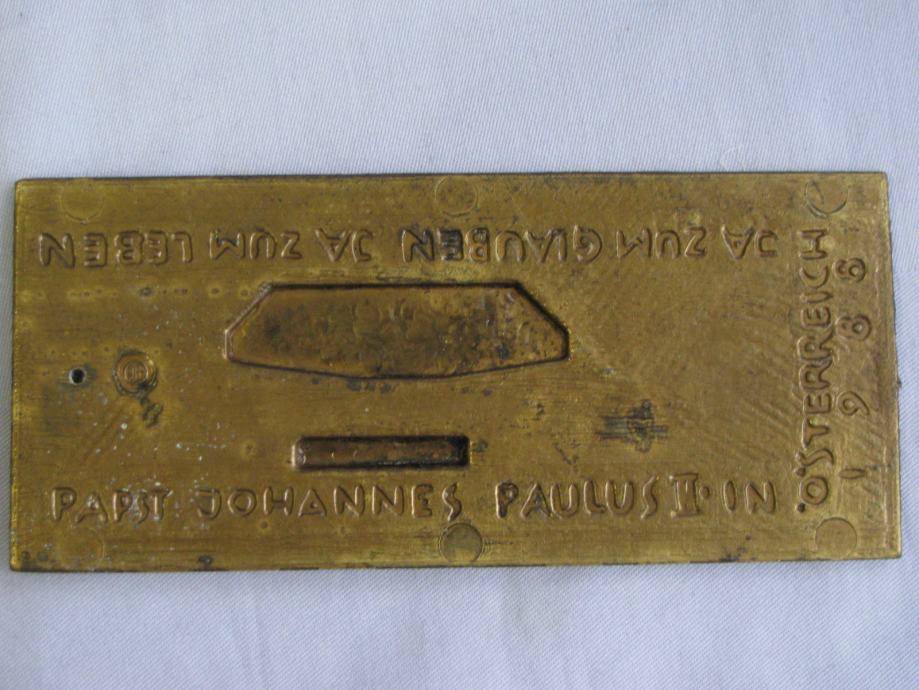 PAPST JOHANNES PAULUS II· IN
ÖSTERREICH
1988
JA ZUM GLAUBEN JA ZUM LEBEN